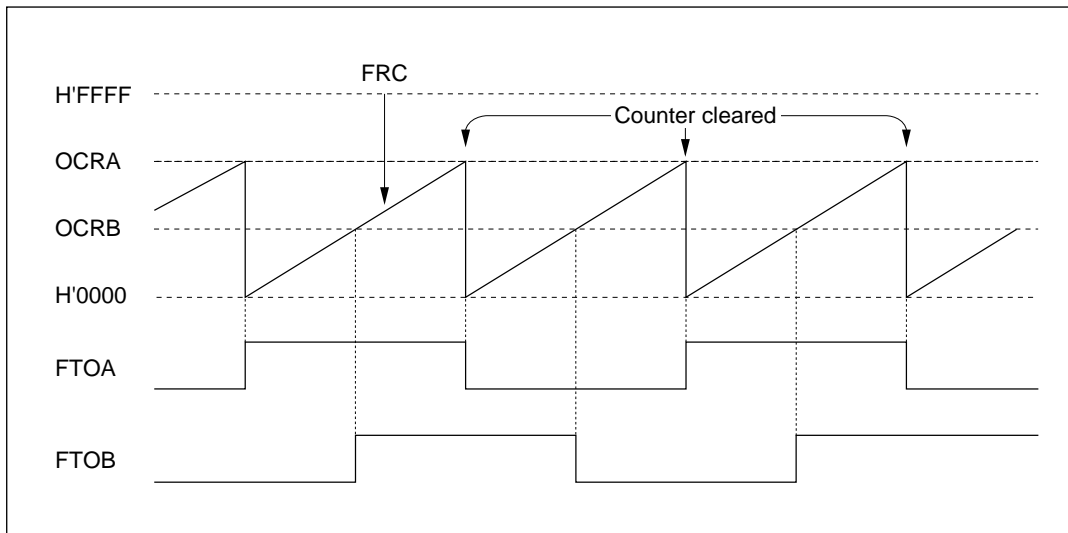 FRC
H'FFFF
Counter cleared
OCRA
OCRB
H'0000
FTOA
FTOB